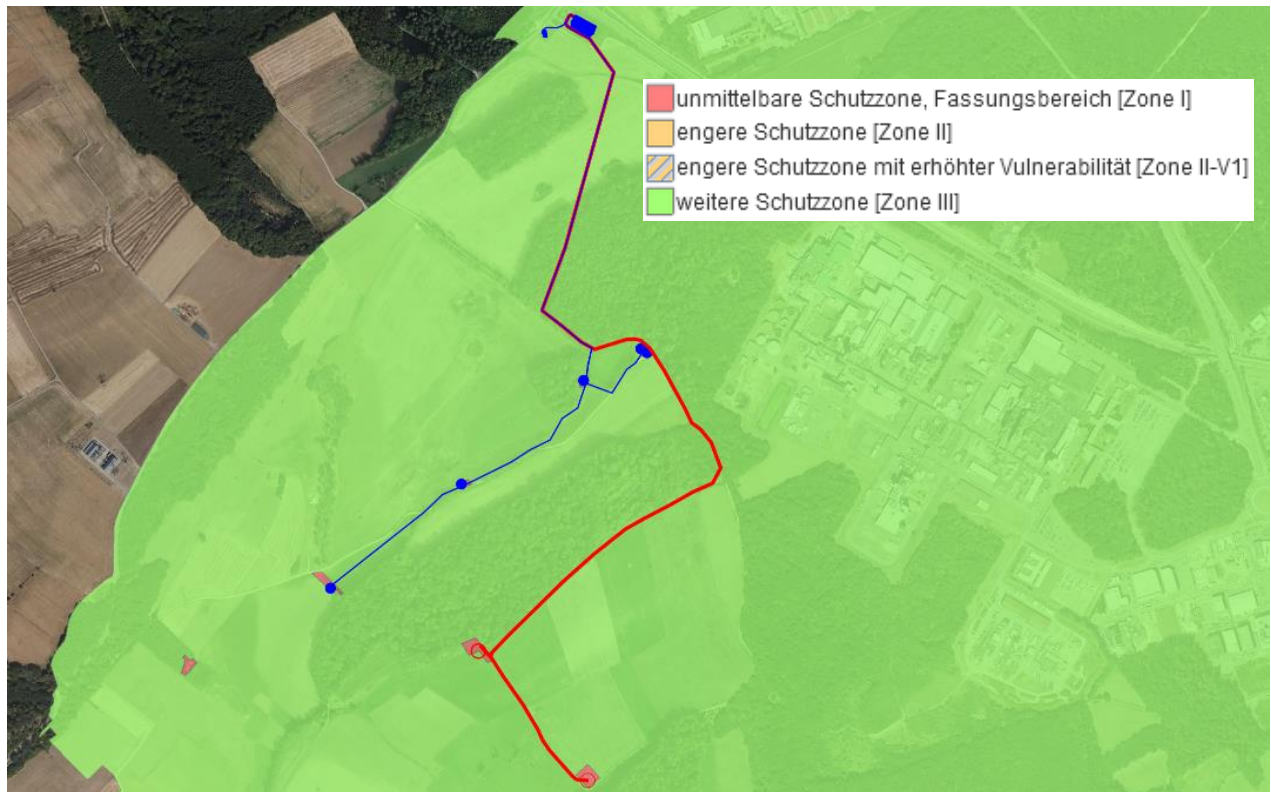 unmittelbare Schutzzone, Fassungsbereich [Zone I]
engere Schutzzone [Zone II]
engere Schutzzone mit erhöhter Vulnerabilität [Zone II-V1]
weitere Schutzzone [Zone III]